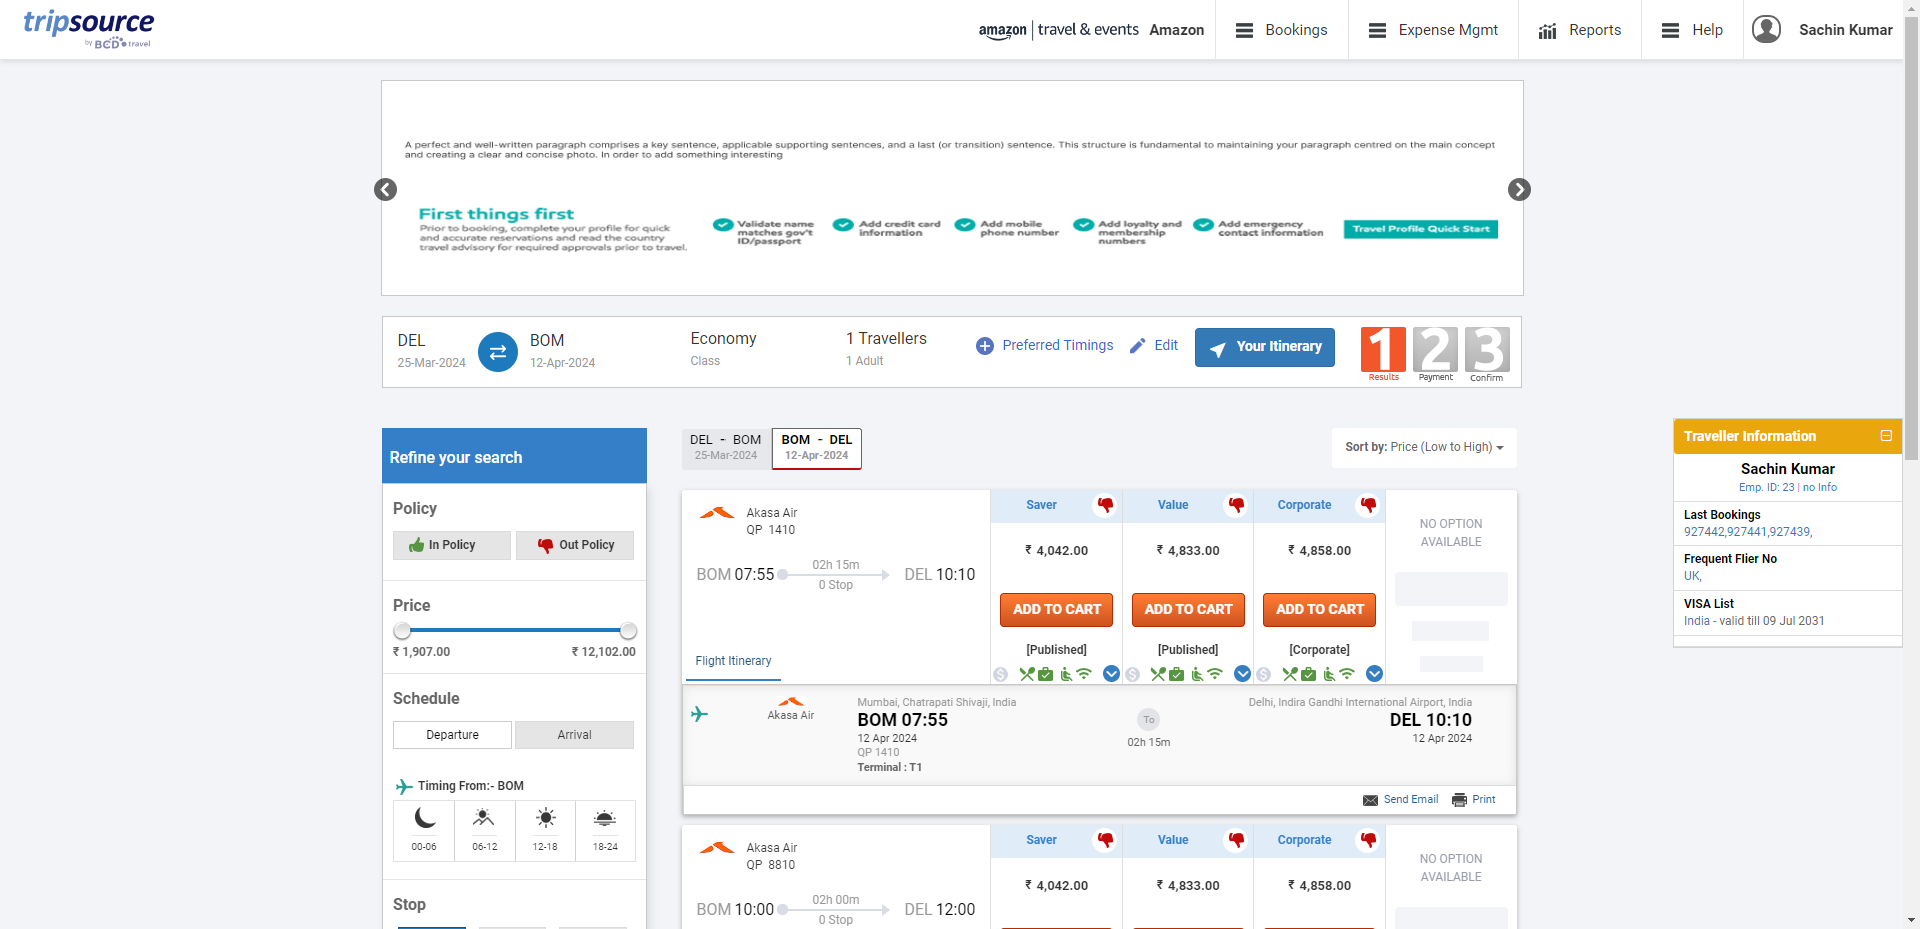 tripsource
by BCD travel
amazon travel & events Amazon
Bookings
Expense Mgmt
Reports
Help
Sachin Kumar
A perfect and well-written paragraph comprises a key sentence, applicable supporting sentences, and a last (or transition) sentence. This structure is fundamental to maintaining your paragraph centred on the main concept
and creating a clear and concise photo. In order to add something interesting
First things first
Prior to booking, complete your profile for quick
and accurate reservations and read the country
travel advisory for required approvals prior to travel.
Validate name
matches gov't
ID/passport
Add credit card
information
Add mobile
phone number
Add loyalty and
membership
numbers
Add emergency
contact information
Travel Profile Quick Start
DEL
25-Mar-2024
BOM
12-Apr-2024
Economy
Class
1 Travellers
1 Adult
Preferred Timings
Edit
Your Itinerary
1
Results
2
Payment
3
Confirm
Refine your search
Policy
In Policy
Out Policy
Price
₹ 1,907.00
₹ 12,102.00
Schedule
Departure
Arrival
Timing From:- BOM
00-06
06-12
12-18
18-24
Stop
DEL - BOM
25-Mar-2024
BOM - DEL
12-Apr-2024
Sort by: Price (Low to High)
Akasa Air
QP 1410
BOM 07:55
02h 15m
0 Stop
DEL 10:10
Flight Itinerary
Saver
₹ 4,042.00
ADD TO CART
[Published]
Value
₹ 4,833.00
ADD TO CART
[Published]
Corporate
₹ 4,858.00
ADD TO CART
[Corporate]
NO OPTION
AVAILABLE
Akasa Air
Mumbai, Chatrapati Shivaji, India
BOM 07:55
12 Apr 2024
QP 1410
Terminal : T1
To
02h 15m
Delhi, Indira Gandhi International Airport, India
DEL 10:10
12 Apr 2024
Send Email
Print
Akasa Air
QP 8810
BOM 10:00
02h 00m
0 Stop
DEL 12:00
Saver
₹ 4,042.00
Value
₹ 4,833.00
Corporate
₹ 4,858.00
NO OPTION
AVAILABLE
Traveller Information
Sachin Kumar
Emp. ID: 23 | no Info
Last Bookings
927442,927441,927439,
Frequent Flier No
UK,
VISA List
India - valid till 09 Jul 2031